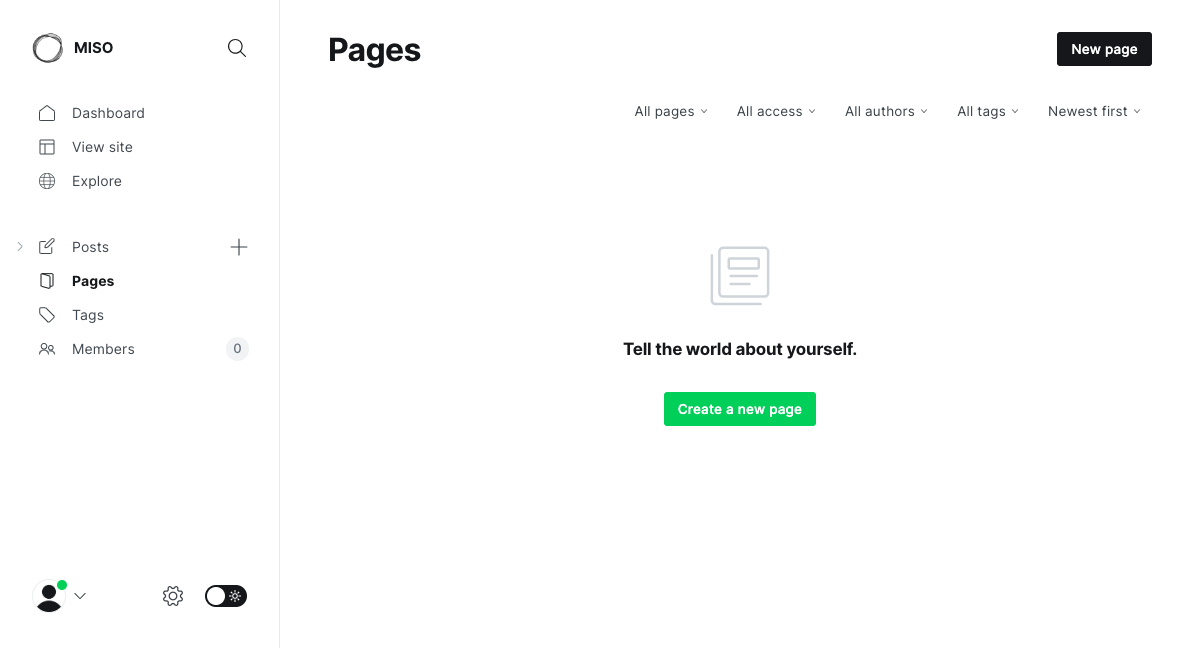 MISO
Dashboard
View site
Explore
Posts
Pages
Tags
Members 0
Pages
New page
All pages All access All authors All tags Newest first
Tell the world about yourself.
Create a new page